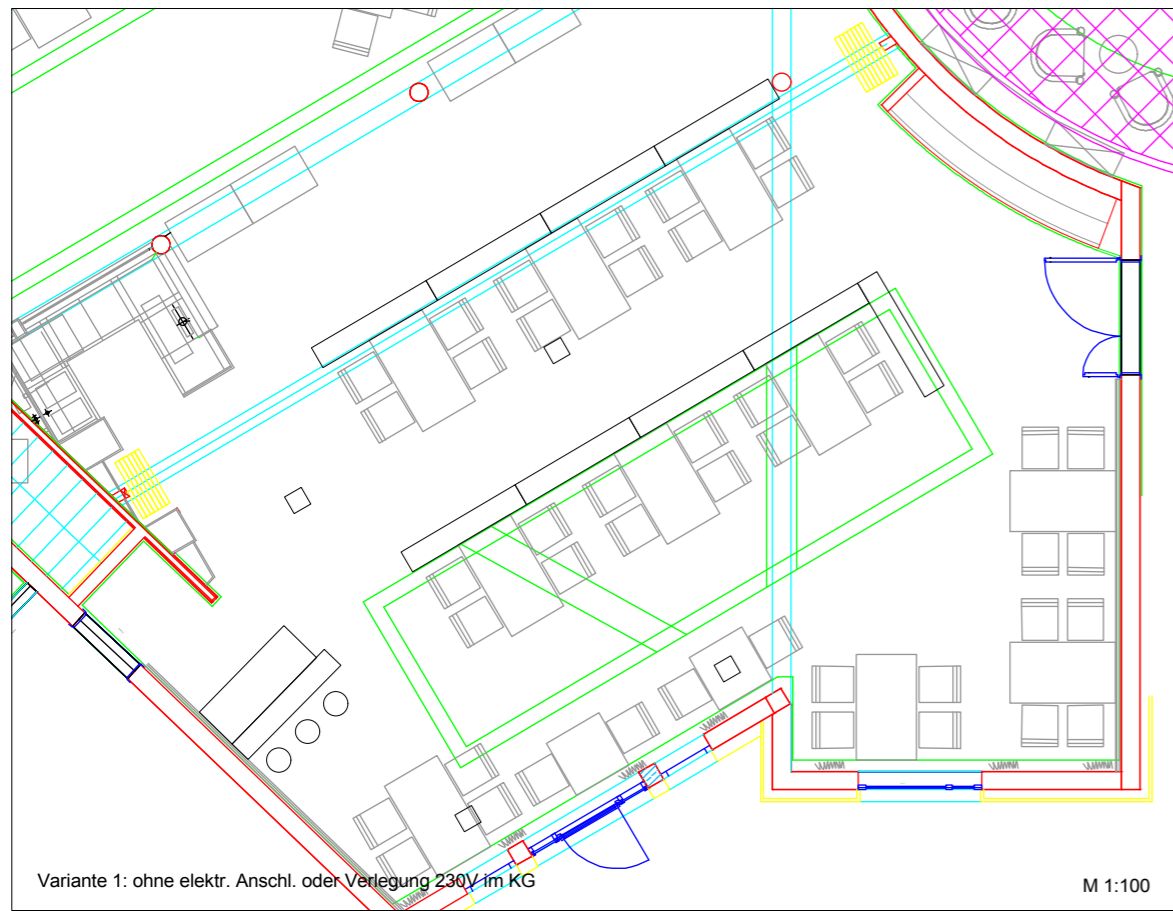 Variante 1: ohne elektr. Anschl. oder Verlegung 230V im KG
M 1:100